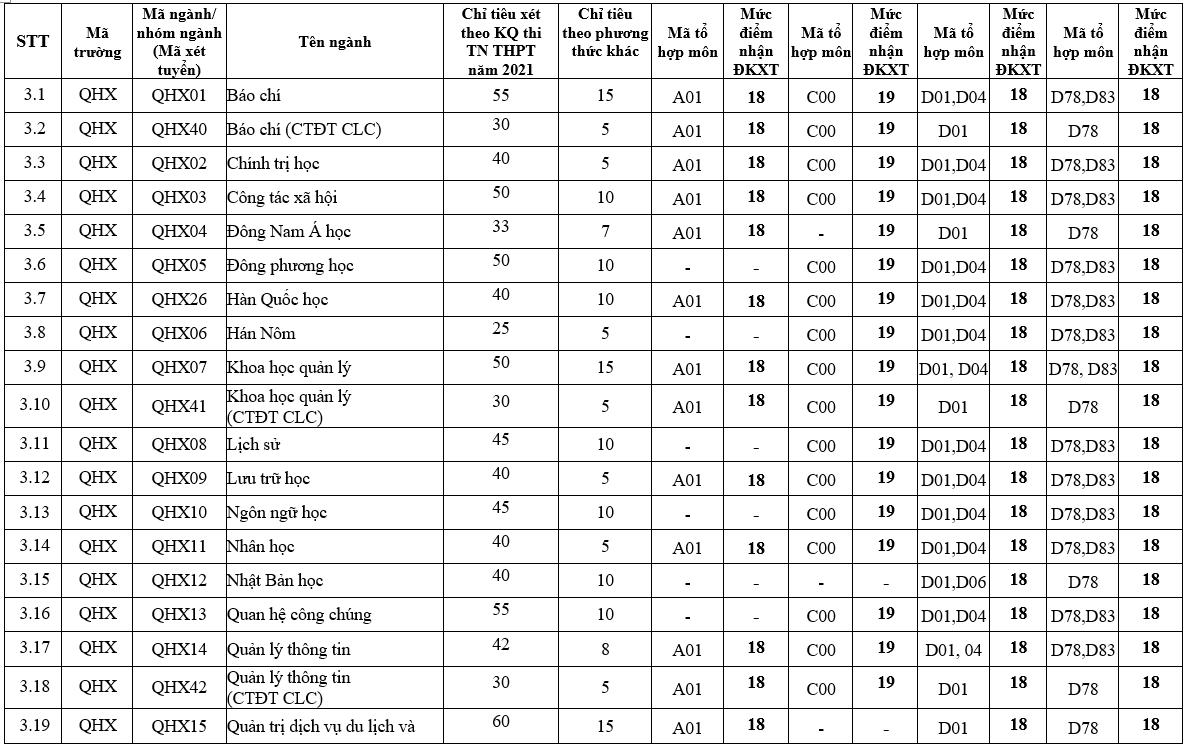 STT | Mã trường | Mã ngành/ nhóm ngành (Mã xét tuyển) | Tên ngành | Chỉ tiêu xét theo KQ thi TN THPT năm 2021 | Chỉ tiêu theo phương thức khác | Mã tổ hợp môn | Mức điểm nhận ĐKXT | Mã tổ hợp môn | Mức điểm nhận ĐKXT | Mã tổ hợp môn | Mức điểm nhận ĐKXT | Mã tổ hợp môn | Mức điểm nhận ĐKXT
3.1 | QHX | QHX01 | Báo chí | 55 | 15 | A01 | 18 | C00 | 19 | D01,D04 | 18 | D78,D83 | 18
3.2 | QHX | QHX40 | Báo chí (CTĐT CLC) | 30 | 5 | A01 | 18 | C00 | 19 | D01 | 18 | D78 | 18
3.3 | QHX | QHX02 | Chính trị học | 40 | 5 | A01 | 18 | C00 | 19 | D01,D04 | 18 | D78,D83 | 18
3.4 | QHX | QHX03 | Công tác xã hội | 50 | 10 | A01 | 18 | C00 | 19 | D01,D04 | 18 | D78,D83 | 18
3.5 | QHX | QHX04 | Đông Nam Á học | 33 | 7 | A01 | 18 | - | 19 | D01 | 18 | D78 | 18
3.6 | QHX | QHX05 | Đông phương học | 50 | 10 | - | - | C00 | 19 | D01,D04 | 18 | D78,D83 | 18
3.7 | QHX | QHX26 | Hàn Quốc học | 40 | 10 | A01 | 18 | C00 | 19 | D01,D04 | 18 | D78,D83 | 18
3.8 | QHX | QHX06 | Hán Nôm | 25 | 5 | - | - | C00 | 19 | D01,D04 | 18 | D78,D83 | 18
3.9 | QHX | QHX07 | Khoa học quản lý | 50 | 15 | A01 | 18 | C00 | 19 | D01, D04 | 18 | D78, D83 | 18
3.10 | QHX | QHX41 | Khoa học quản lý (CTĐT CLC) | 30 | 5 | A01 | 18 | C00 | 19 | D01 | 18 | D78 | 18
3.11 | QHX | QHX08 | Lịch sử | 45 | 10 | - | - | C00 | 19 | D01,D04 | 18 | D78,D83 | 18
3.12 | QHX | QHX09 | Lưu trữ học | 40 | 5 | A01 | 18 | C00 | 19 | D01,D04 | 18 | D78,D83 | 18
3.13 | QHX | QHX10 | Ngôn ngữ học | 45 | 10 | - | - | C00 | 19 | D01,D04 | 18 | D78,D83 | 18
3.14 | QHX | QHX11 | Nhân học | 40 | 5 | A01 | 18 | C00 | 19 | D01,D04 | 18 | D78,D83 | 18
3.15 | QHX | QHX12 | Nhật Bản học | 40 | 10 | - | - | - | - | D01,D06 | 18 | D78 | 18
3.16 | QHX | QHX13 | Quan hệ công chúng | 55 | 10 | - | - | C00 | 19 | D01,D04 | 18 | D78,D83 | 18
3.17 | QHX | QHX14 | Quản lý thông tin | 42 | 8 | A01 | 18 | C00 | 19 | D01, 04 | 18 | D78,D83 | 18
3.18 | QHX | QHX42 | Quản lý thông tin (CTĐT CLC) | 30 | 5 | A01 | 18 | C00 | 19 | D01 | 18 | D78 | 18
3.19 | QHX | QHX15 | Quản trị dịch vụ du lịch và | 60 | 15 | A01 | 18 | - | - | D01 | 18 | D78 | 18